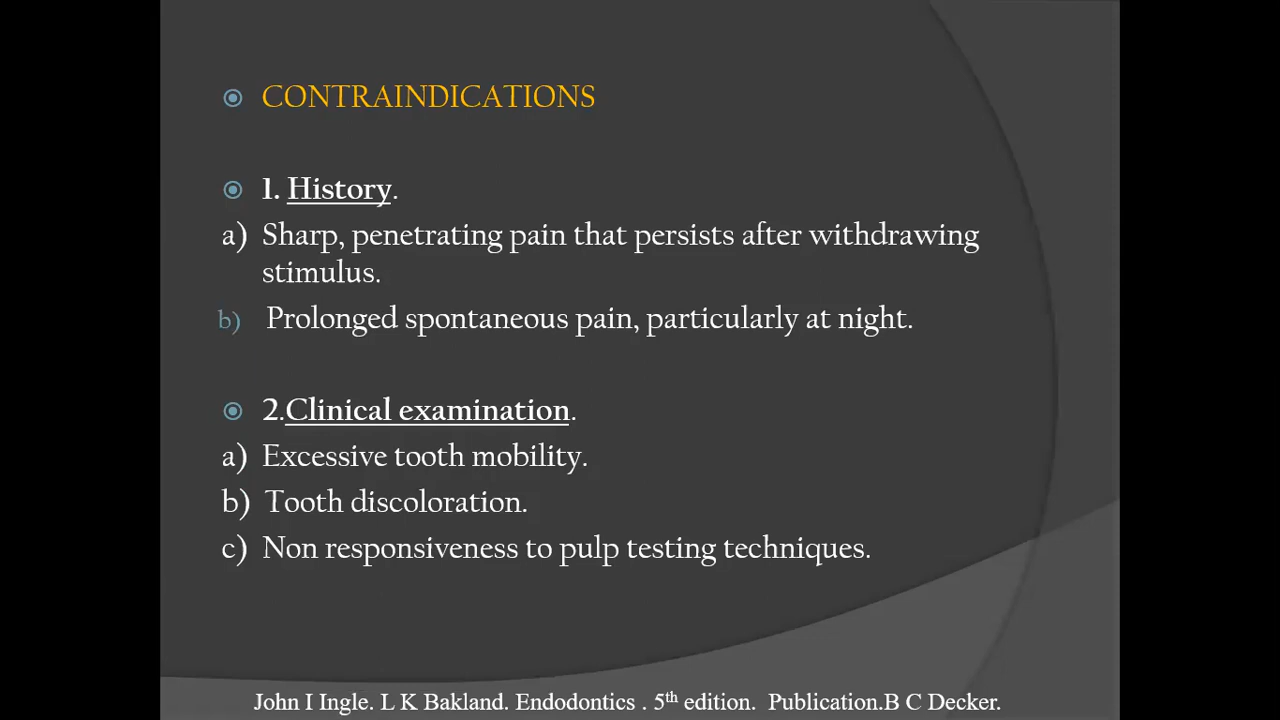 CONTRAINDICATIONS
1. History.
a) Sharp, penetrating pain that persists after withdrawing
stimulus.
b) Prolonged spontaneous pain, particularly at night.
2.Clinical examination.
a) Excessive tooth mobility.
b) Tooth discoloration.
c) Non responsiveness to pulp testing techniques.
John I Ingle. L K Bakland. Endodontics . 5th edition. Publication.B C Decker.